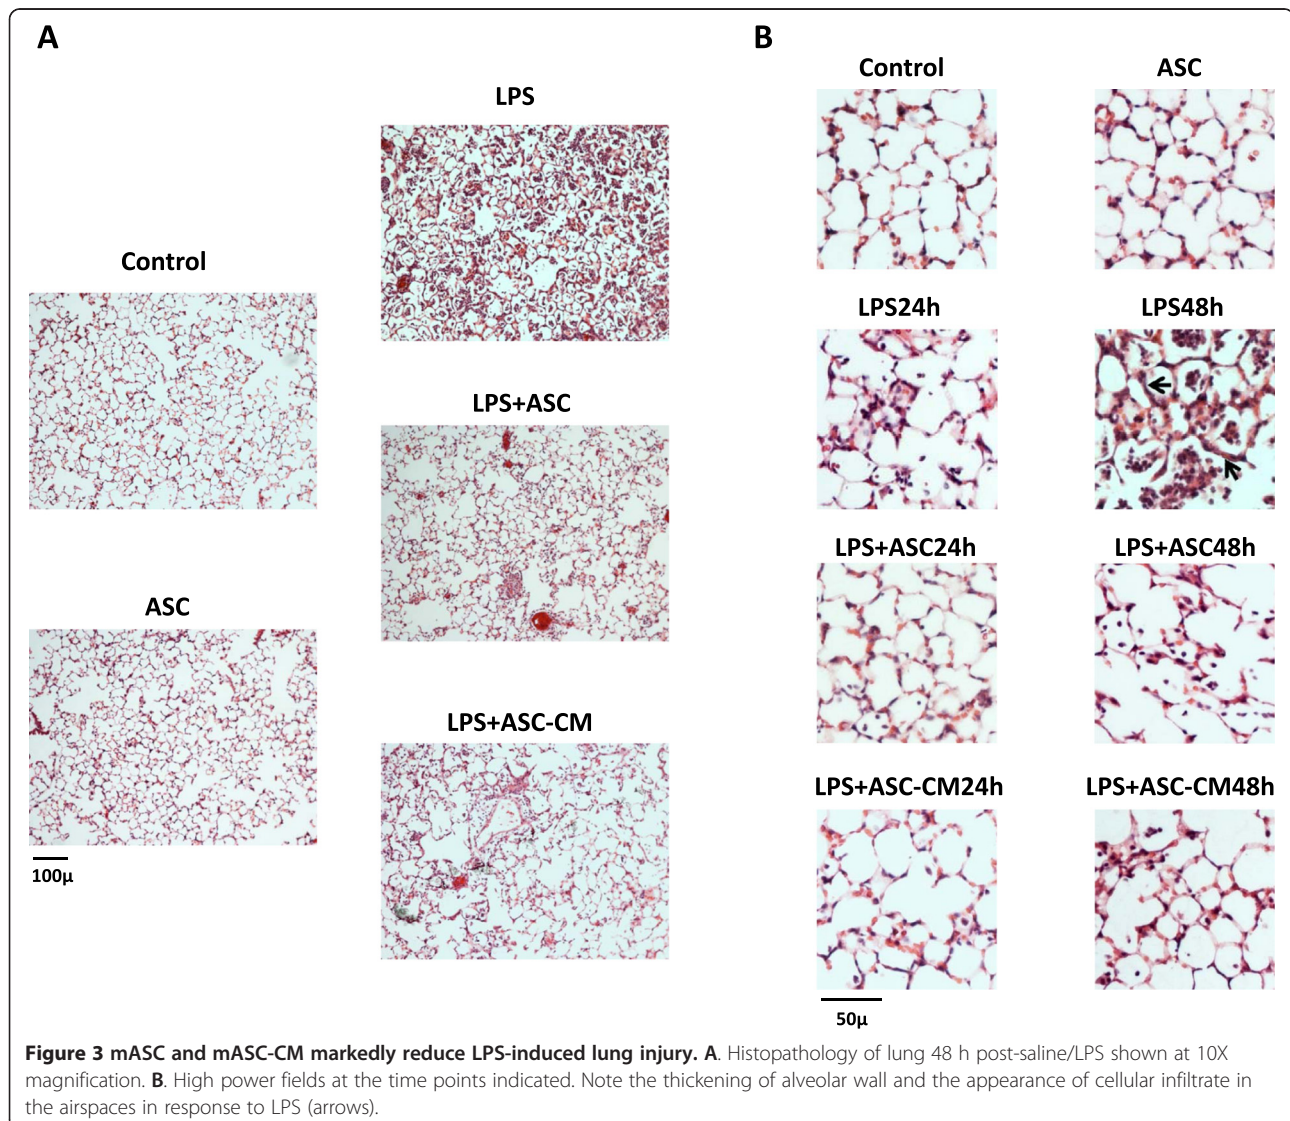 A
B
LPS
Control
ASC
LPS+ASC
LPS+ASC-CM
100µ
Control
ASC
LPS24h
LPS48h
LPS+ASC24h
LPS+ASC48h
LPS+ASC-CM24h
LPS+ASC-CM48h
50µ
Figure 3 mASC and mASC-CM markedly reduce LPS-induced lung injury. A. Histopathology of lung 48 h post-saline/LPS shown at 10X
magnification. B. High power fields at the time points indicated. Note the thickening of alveolar wall and the appearance of cellular infiltrate in
the airspaces in response to LPS (arrows).